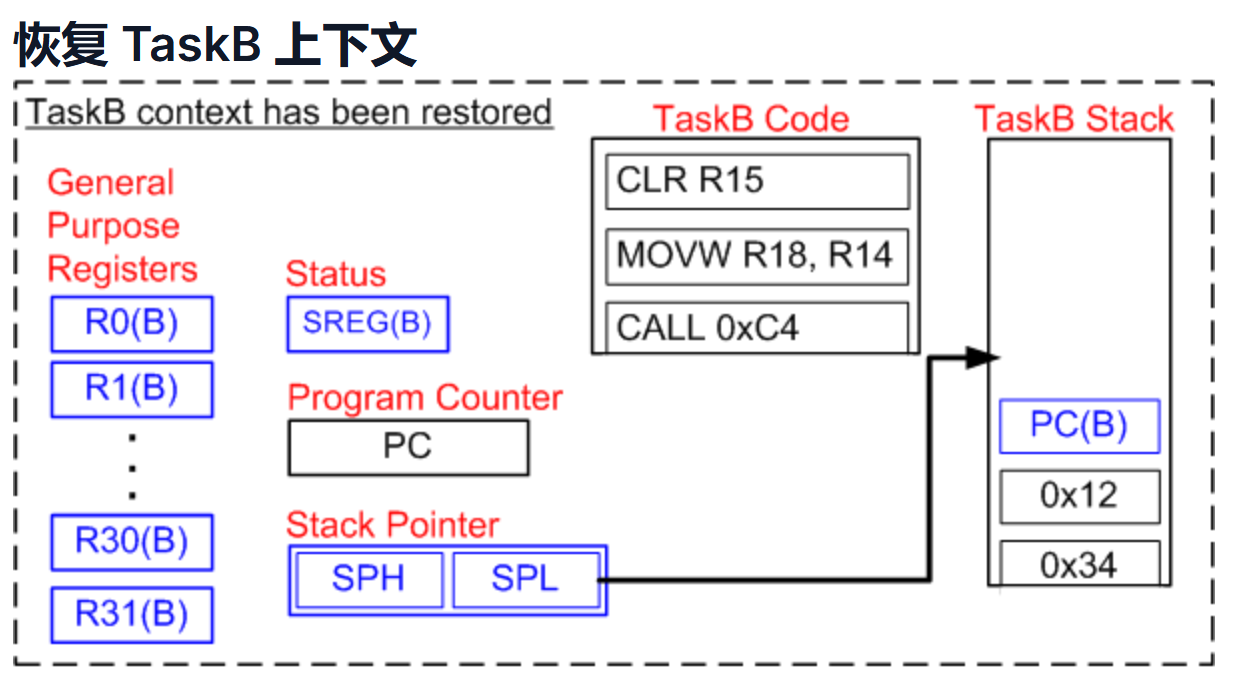 恢复 TaskB 上下文
TaskB context has been restored
General
Purpose
Registers
R0(B)
R1(B)
R30(B)
R31(B)
Status
SREG(B)
Program Counter
PC
Stack Pointer
SPH SPL
TaskB Code
CLR R15
MOVW R18, R14
CALL 0xC4
TaskB Stack
PC(B)
0x12
0x34